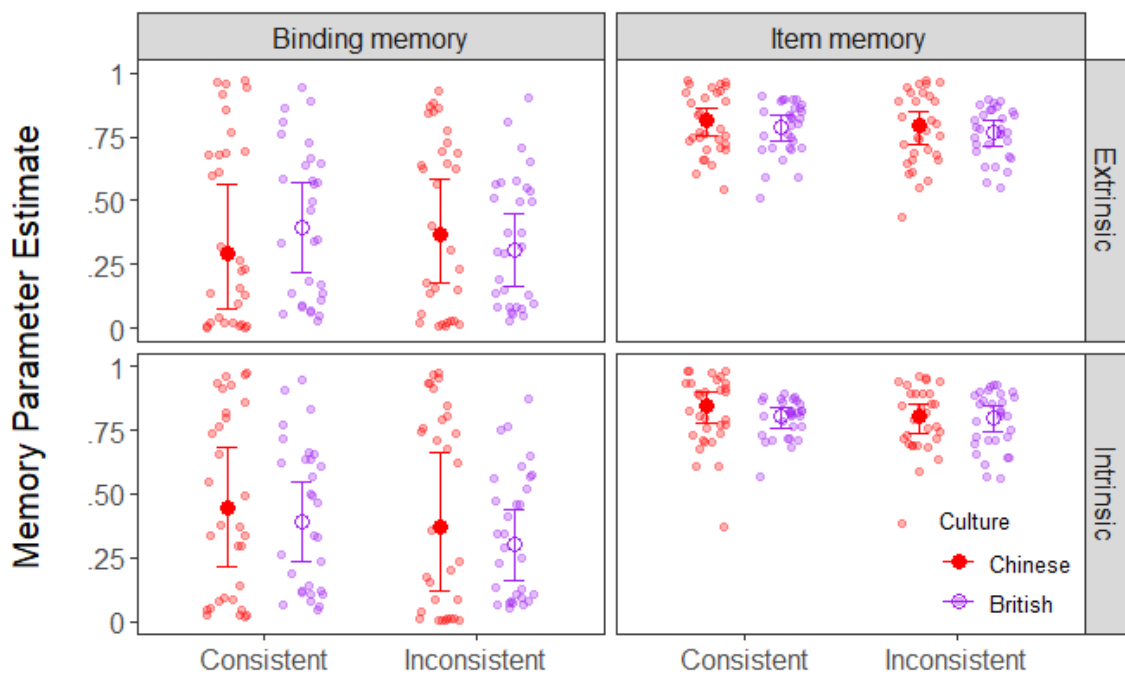 Binding memory
Item memory
Memory Parameter Estimate
1
.75
.50
.25
0
Extrinsic
1
.75
.50
.25
0
Intrinsic
Culture
Chinese
British
Consistent
Inconsistent
Consistent
Inconsistent